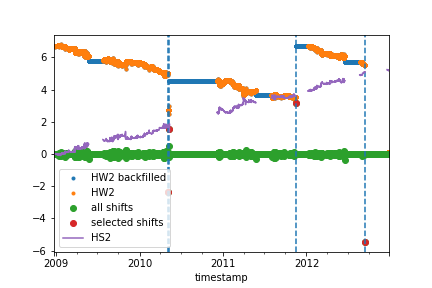 6
4
2
0
−2
−4
−6
HW2 backfilled
HW2
all shifts
selected shifts
HS2
2009
2010
2011
2012
timestamp